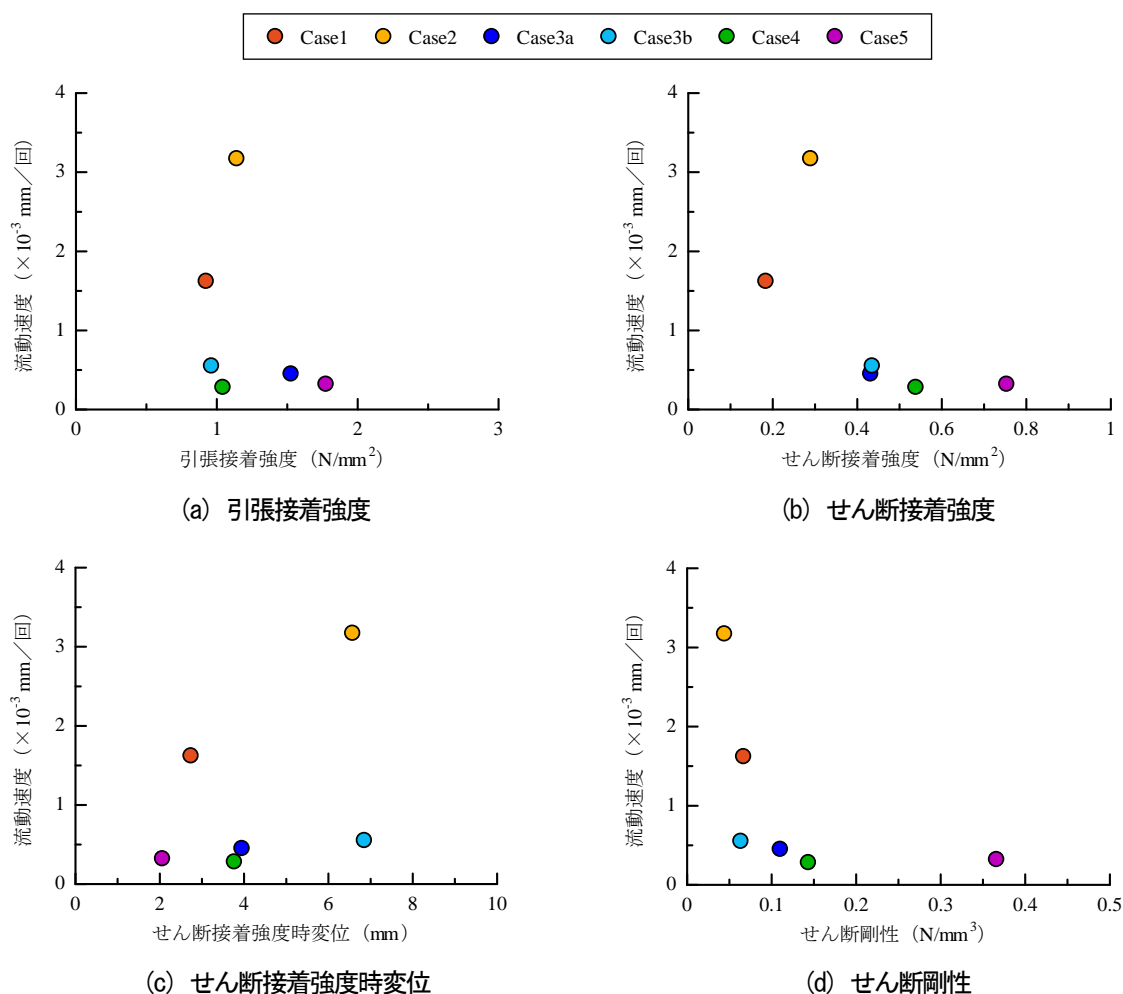 Case1 Case2 Case3a Case3b Case4 Case5
4
3
2
1
0
流動速度（×10⁻³ mm／回）
0 1 2 3
引張接着強度（N/mm²）
(a) 引張接着強度
4
3
2
1
0
流動速度（×10⁻³ mm／回）
0 0.2 0.4 0.6 0.8 1
せん断接着強度（N/mm²）
(b) せん断接着強度
4
3
2
1
0
流動速度（×10⁻³ mm／回）
0 2 4 6 8 10
せん断接着強度時変位（mm）
(c) せん断接着強度時変位
4
3
2
1
0
流動速度（×10⁻³ mm／回）
0 0.1 0.2 0.3 0.4 0.5
せん断剛性（N/mm³）
(d) せん断剛性